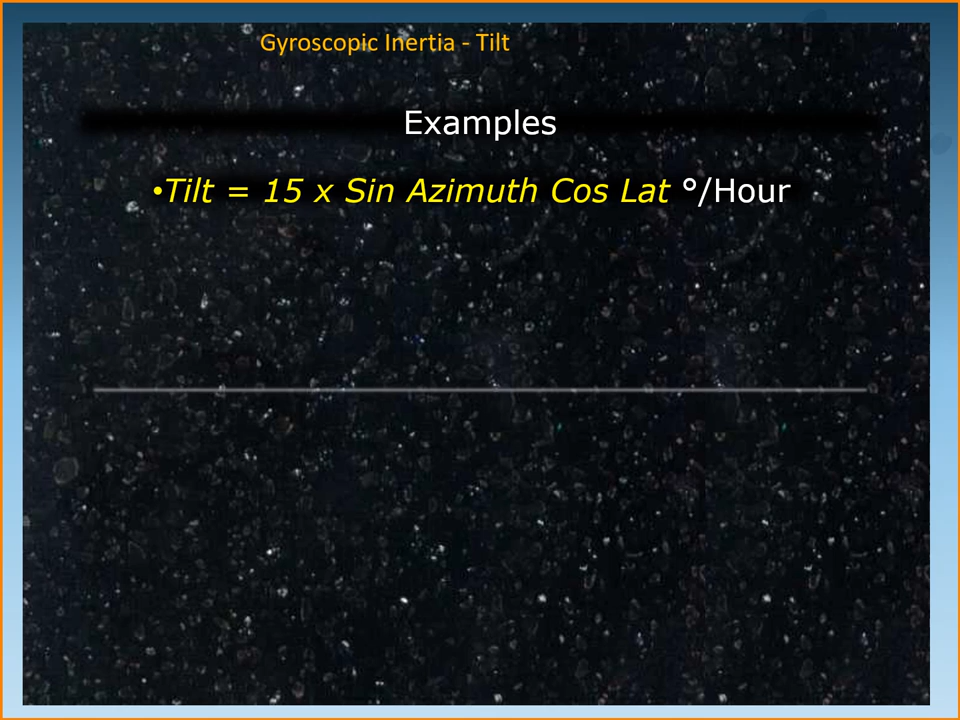 Gyroscopic Inertia - Tilt
Examples
•Tilt = 15 x Sin Azimuth Cos Lat °/Hour